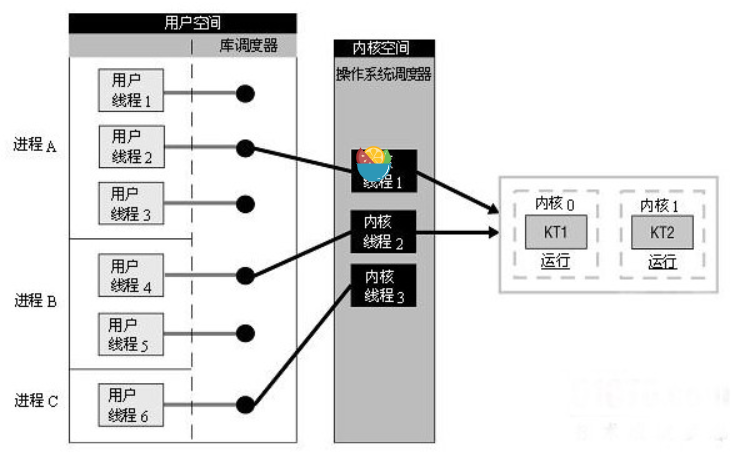 用户空间
库调度器
内核空间
操作系统调度器
进程A
用户
线程1
用户
线程2
用户
线程3
进程B
用户
线程4
用户
线程5
进程C
用户
线程6
线程1
内核
线程2
内核
线程3
内核0
KT1
运行
内核1
KT2
运行